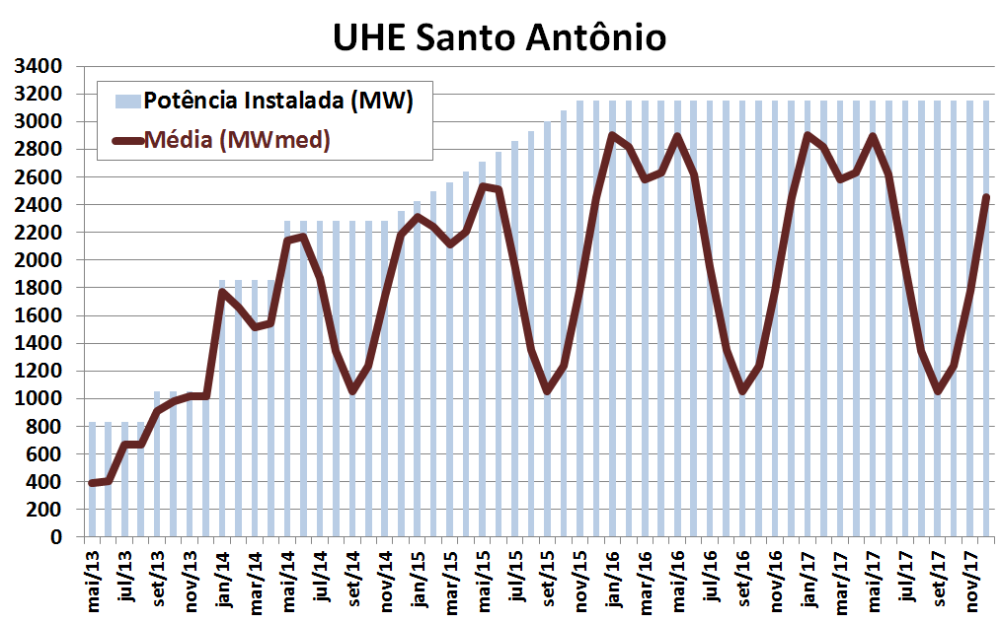 UHE Santo Antônio
3400
3200
3000
2800
2600
2400
2200
2000
1800
1600
1400
1200
1000
800
600
400
200
0
Potência Instalada (MW)
Média (MWmed)
mai/13
jul/13
set/13
nov/13
jan/14
mar/14
mai/14
jul/14
set/14
nov/14
jan/15
mar/15
mai/15
jul/15
set/15
nov/15
jan/16
mar/16
mai/16
jul/16
set/16
nov/16
jan/17
mar/17
mai/17
jul/17
set/17
nov/17